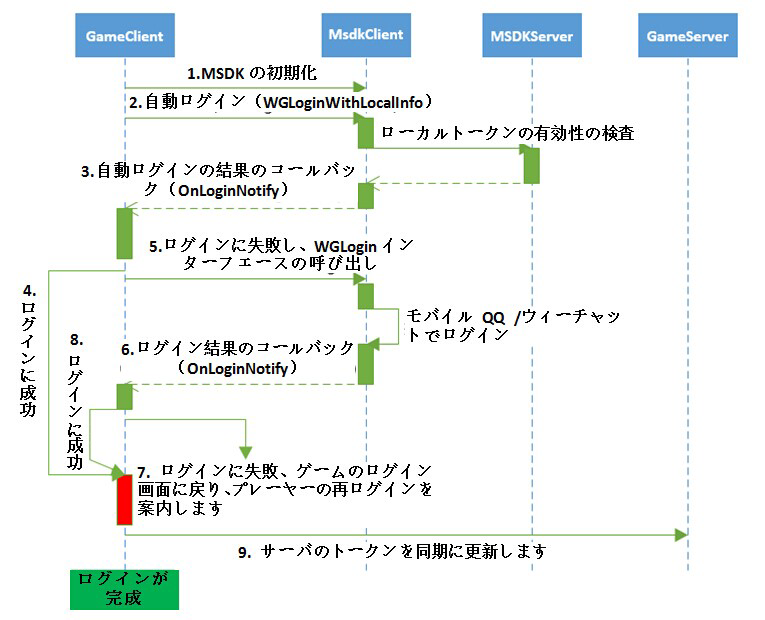 GameClient
MsdkClient
MSDKServer
GameServer
1.MSDK の初期化
2.自動ログイン（WGLoginWithLocalInfo）
ローカルトークンの有効性の検査
3.自動ログインの結果のコールバッ
ク（OnLoginNotify）
5.ログインに失敗し、WGLogin イン
ターフェースの呼び出し
4.ログインに成功
モバイル QQ /ウィーチャッ
トでログイン
8.ログインに成功
6.ログイン結果のコールバック
（OnLoginNotify）
7. ログインに失敗、ゲームのログイン
画面に戻り、プレーヤーの再ログインを
案内します
9. サーバのトークンを同期に更新します
ログインが
完成